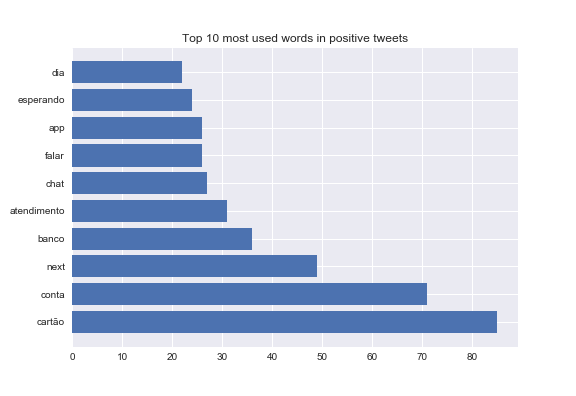 Top 10 most used words in positive tweets
dia
esperando
app
falar
chat
atendimento
banco
next
conta
cartão
0 10 20 30 40 50 60 70 80